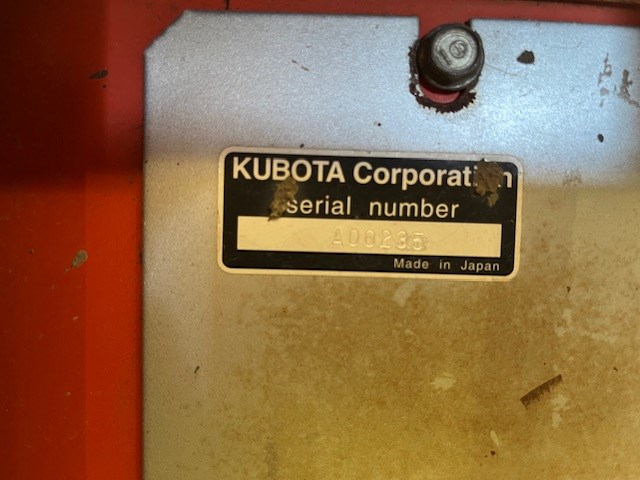 KUBOTA Corporation
serial number
A00235
Made in Japan